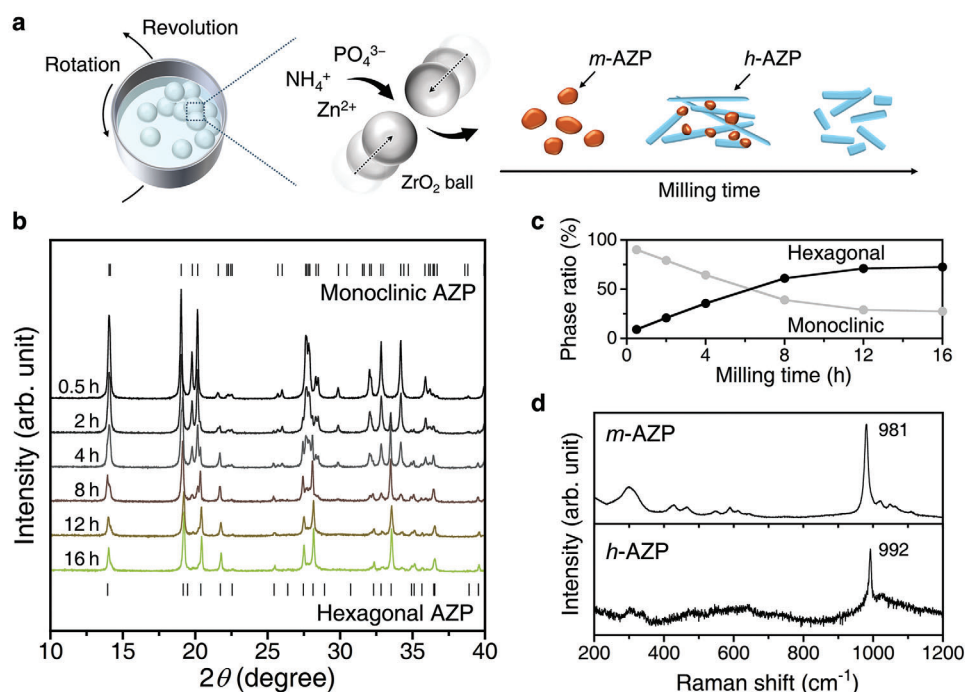 a
Revolution
Rotation
PO₄³⁻
NH₄⁺
Zn²⁺
ZrO₂ ball
m-AZP
h-AZP
Milling time
b
Monoclinic AZP
0.5 h
2 h
4 h
8 h
12 h
16 h
Hexagonal AZP
Intensity (arb. unit)
10 15 20 25 30 35 40
2θ (degree)
c
Phase ratio (%)
100
50
0
Hexagonal
Monoclinic
0 4 8 12 16
Milling time (h)
d
Intensity (arb. unit)
m-AZP
981
h-AZP
992
200 400 600 800 1000 1200
Raman shift (cm⁻¹)